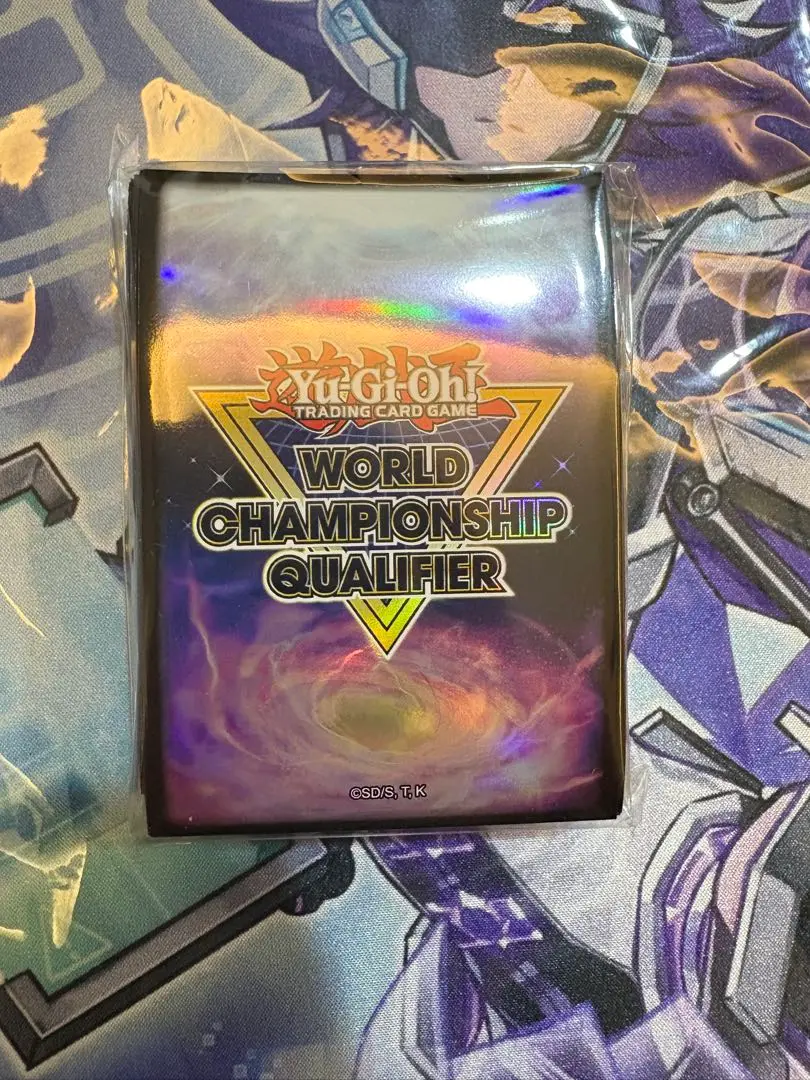 Yu-Gi-Oh!
TRADING CARD GAME
WORLD
CHAMPIONSHIP
QUALIFIER
©SD/S, T, K